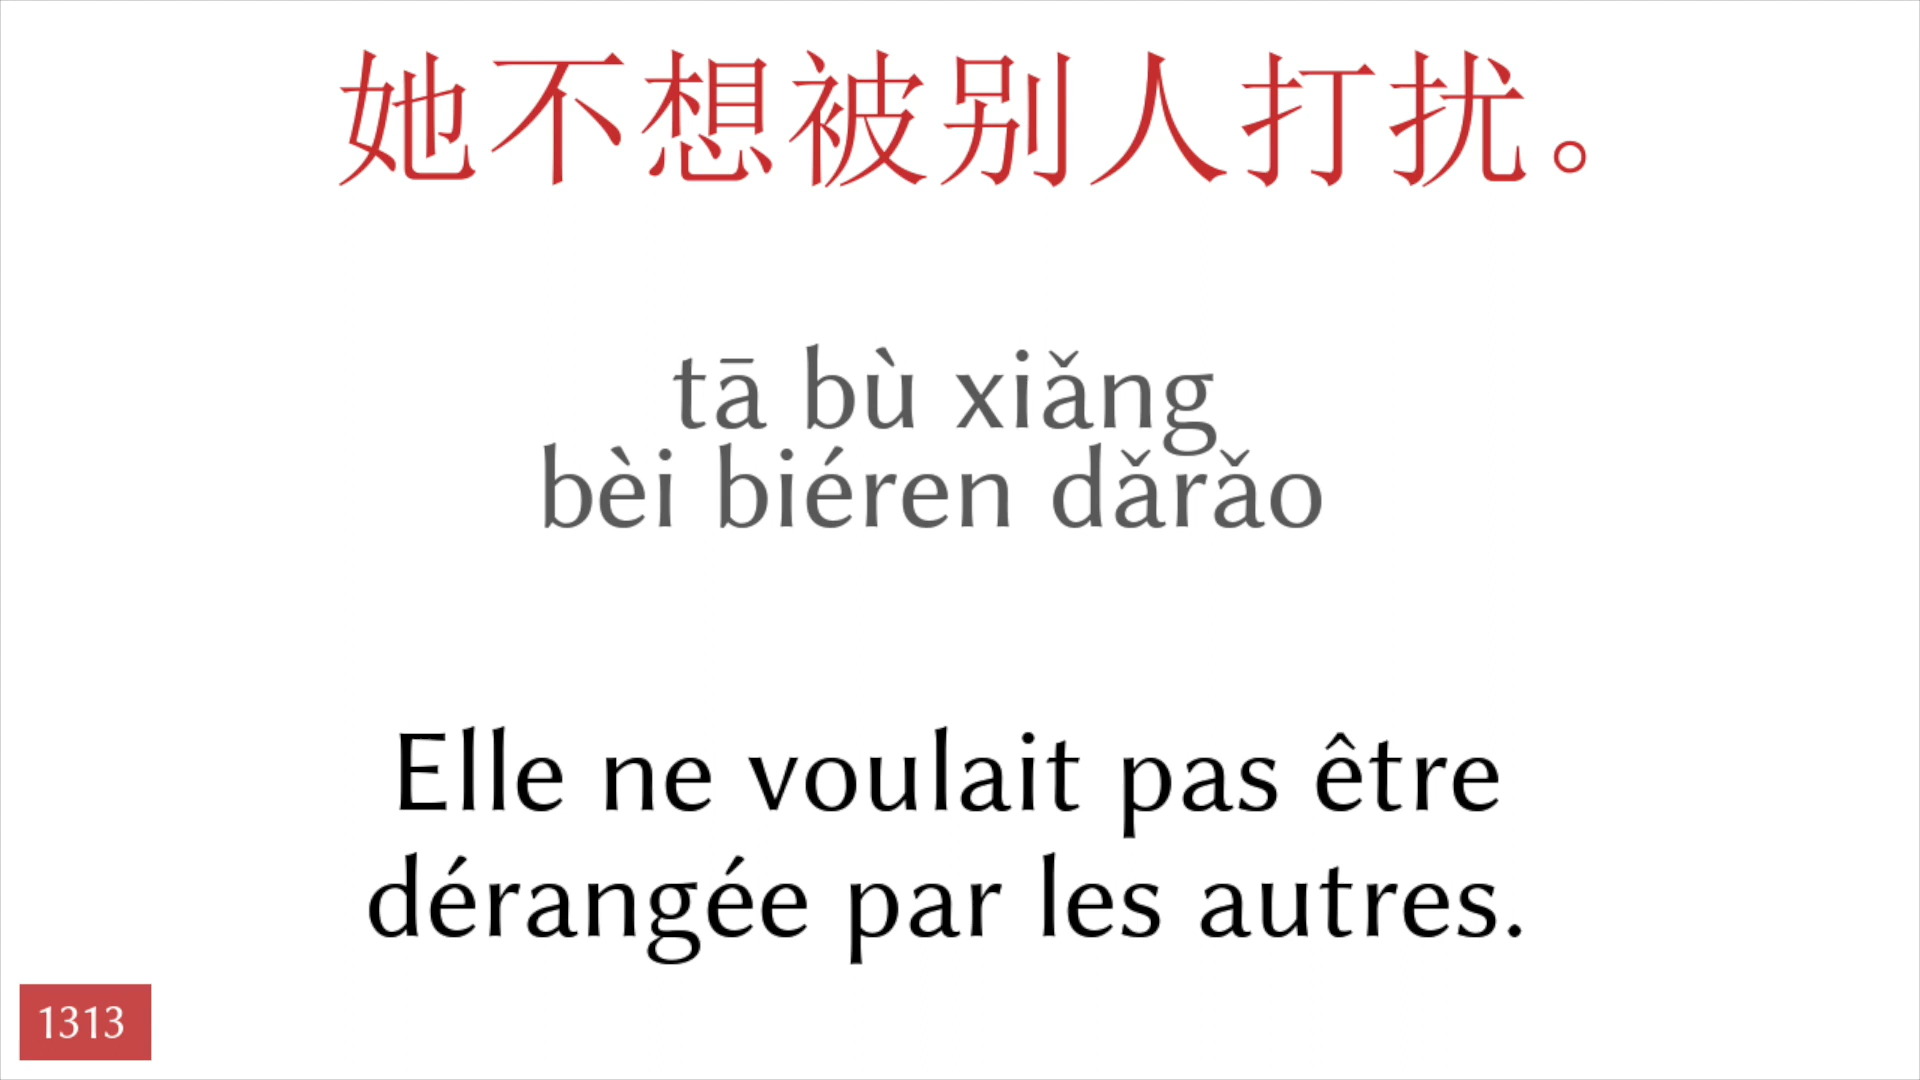 她不想被别人打扰。
tā bù xiǎng
bèi biéren dǎrǎo
Elle ne voulait pas être
dérangée par les autres.
1313